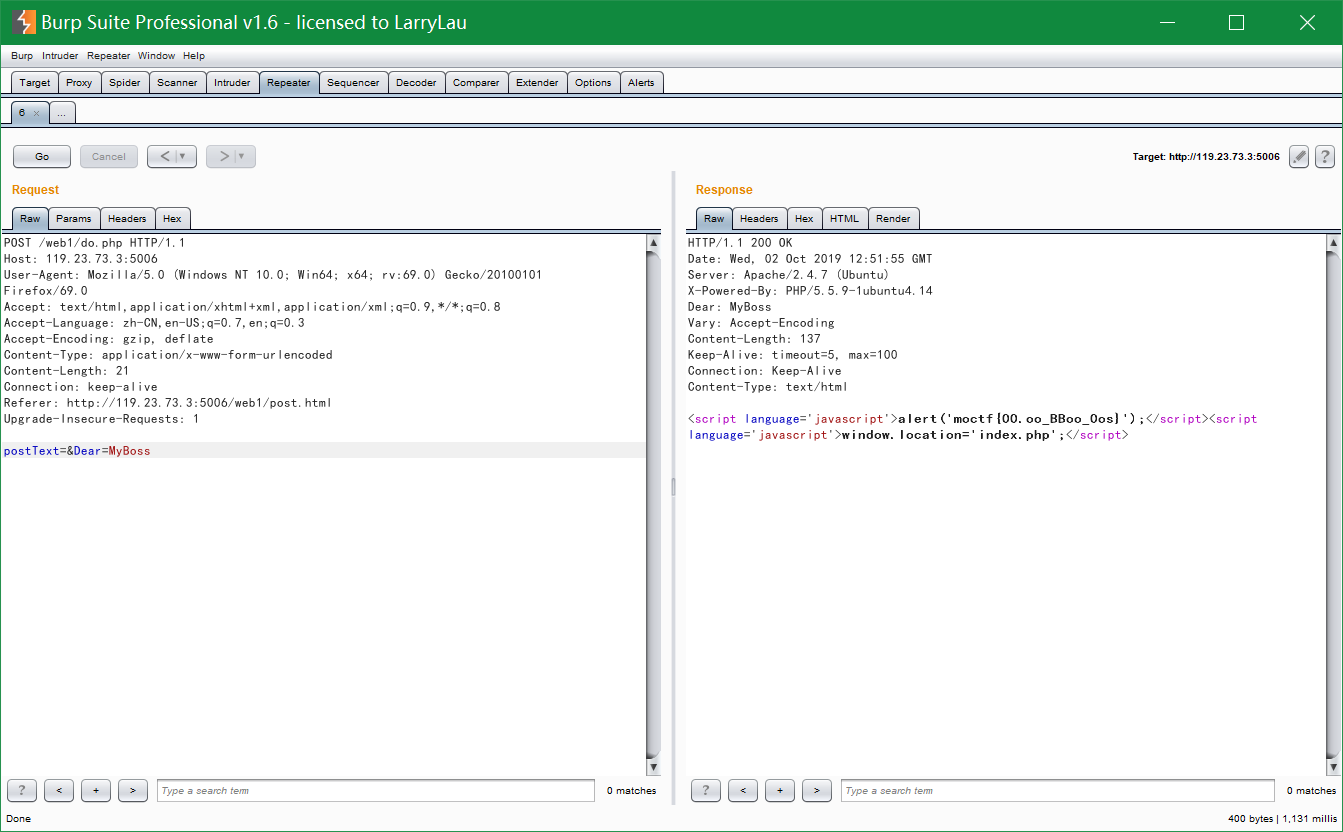 Burp Suite Professional v1.6 - licensed to LarryLau
Burp Intruder Repeater Window Help
Target Proxy Spider Scanner Intruder Repeater Sequencer Decoder Comparer Extender Options Alerts
6 × ...
Go Cancel < ▼ > ▼ Target: http://119.23.73.3:5006 ?
Request
Raw Params Headers Hex
POST /web1/do.php HTTP/1.1
Host: 119.23.73.3:5006
User-Agent: Mozilla/5.0 (Windows NT 10.0; Win64; x64; rv:69.0) Gecko/20100101
Firefox/69.0
Accept: text/html,application/xhtml+xml,application/xml;q=0.9,*/*;q=0.8
Accept-Language: zh-CN,en-US;q=0.7,en;q=0.3
Accept-Encoding: gzip, deflate
Content-Type: application/x-www-form-urlencoded
Content-Length: 21
Connection: keep-alive
Referer: http://119.23.73.3:5006/web1/post.html
Upgrade-Insecure-Requests: 1
postText=&Dear=MyBoss
? < + > Type a search term 0 matches
Response
Raw Headers Hex HTML Render
HTTP/1.1 200 OK
Date: Wed, 02 Oct 2019 12:51:55 GMT
Server: Apache/2.4.7 (Ubuntu)
X-Powered-By: PHP/5.5.9-1ubuntu4.14
Dear: MyBoss
Vary: Accept-Encoding
Content-Length: 137
Keep-Alive: timeout=5, max=100
Connection: Keep-Alive
Content-Type: text/html
<script language='javascript'>alert('moctf{00.oo_BBoo_0os}');</script><script
language='javascript'>window.location='index.php';</script>
? < + > Type a search term 0 matches
Done 400 bytes | 1,131 millis